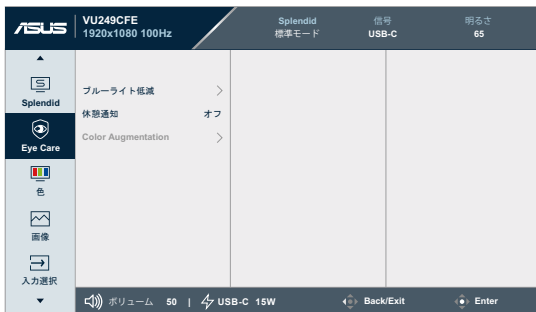 ASUS
VU249CFE
1920x1080 100Hz
Splendid
標準モード
信号
USB-C
明るさ
65
Splendid
Eye Care
色
画像
入力選択
ブルーライト低減
休憩通知 オフ
Color Augmentation
ボリューム 50 | USB-C 15W Back/Exit Enter